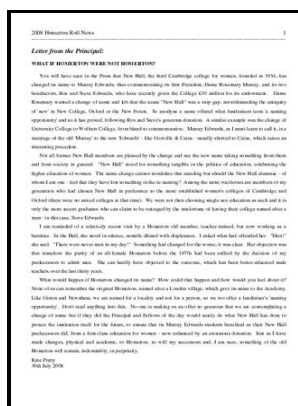 2008 Homerton Roll News 1
Letter from the Principal:
WHAT IF HOMERTON WERE NOT HOMERTON?
You will have seen in the Press that New Hall, the third Cambridge college for women, founded in 1954, has
changed its name to Murray Edwards, thus commemorating its first President, Dame Rosemary Murray, and its two
benefactors, Ros and Steve Edwards, who have recently given the College £30 million for its endowment. Dame
Rosemary wanted a change of name and felt that the name "New Hall" was a stop-gap, notwithstanding the antiquity
of 'new' in New College, Oxford or the New Forest. So anodyne a name offered what fundraisers term 'a naming
opportunity' and so it has proved, following Ros and Steve's generous donation. A similar example was the change of
University College to Wolfson College, from bland to commemorative. Murray Edwards, as I must learn to call it, is a
marriage of the old 'Murray' to the new 'Edwards' - like Gonville & Caius - usually shorted to Caius, which raises an
interesting precedent.
Not all former New Hall members are pleased by the change and see the new name taking something from them
and from society in general. "New Hall" stood for something tangible in the politics of education, celebrating the
higher education of women. The name change cannot invalidate that standing but should the New Hall alumnae - of
whom I am one - feel that they have lost something in the re-naming? Among the most vociferous are members of my
generation who had chosen New Hall in preference to the more established women's colleges of Cambridge and
Oxford (there were no mixed colleges at that time). We were not then choosing single sex education as such and it is
only the more recent graduates who can claim to be outraged by the misfortune of having their college named after a
man - in this case, Steve Edwards.
I am reminded of a relatively recent visit by a Homerton old member, teacher-trained, but now working as a
barrister. In the Hall, she stood in silence, nostrils dilated with displeasure. I asked what had offended her. "Men!"
she said. "There were never men in my day!" Something had changed for the worse, it was clear. Her objection was
that somehow the purity of an all-female Homerton before the 1970s had been sullied by the decision of my
predecessors to admit men. She can hardly have objected to the outcome, which has been better educated male
teachers over the last thirty years.
What would happen if Homerton changed its name? How could that happen and how would you feel about it?
None of us can remember the original Homerton, named after a London village, which gave its name to the Academy.
Like Girton and Newnham, we are named for a locality and not for a person, so we too offer a fundraiser's 'naming
opportunity'. Don't read anything into this. No one is making us an offer no generous that we are contemplating a
change of name but if they did the Principal and Fellows of the day would surely do what New Hall has done to
protect the institution itself for the future, to ensure that its Murray Edwards students benefited as their New Hall
predecessors did, from a first-class education for women - now enhanced by an enormous donation. Just as I have
made changes, physical and academic, to Homerton, so will my successors and, I am sure, something of the old
Homerton will remain, indomitably, in perpetuity.
Kate Pretty
30th July 2008